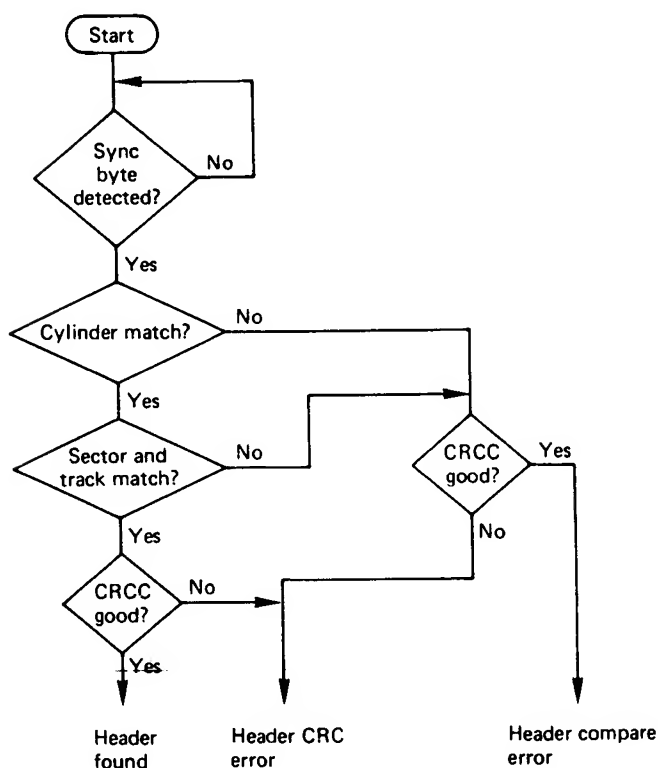 Start
Sync
byte
detected?
No
Yes
Cylinder match?
No
Yes
Sector and
track match?
No
CRCC
good?
Yes
No
Yes
CRCC
good?
No
Yes
Header
found
Header CRC
error
Header compare
error